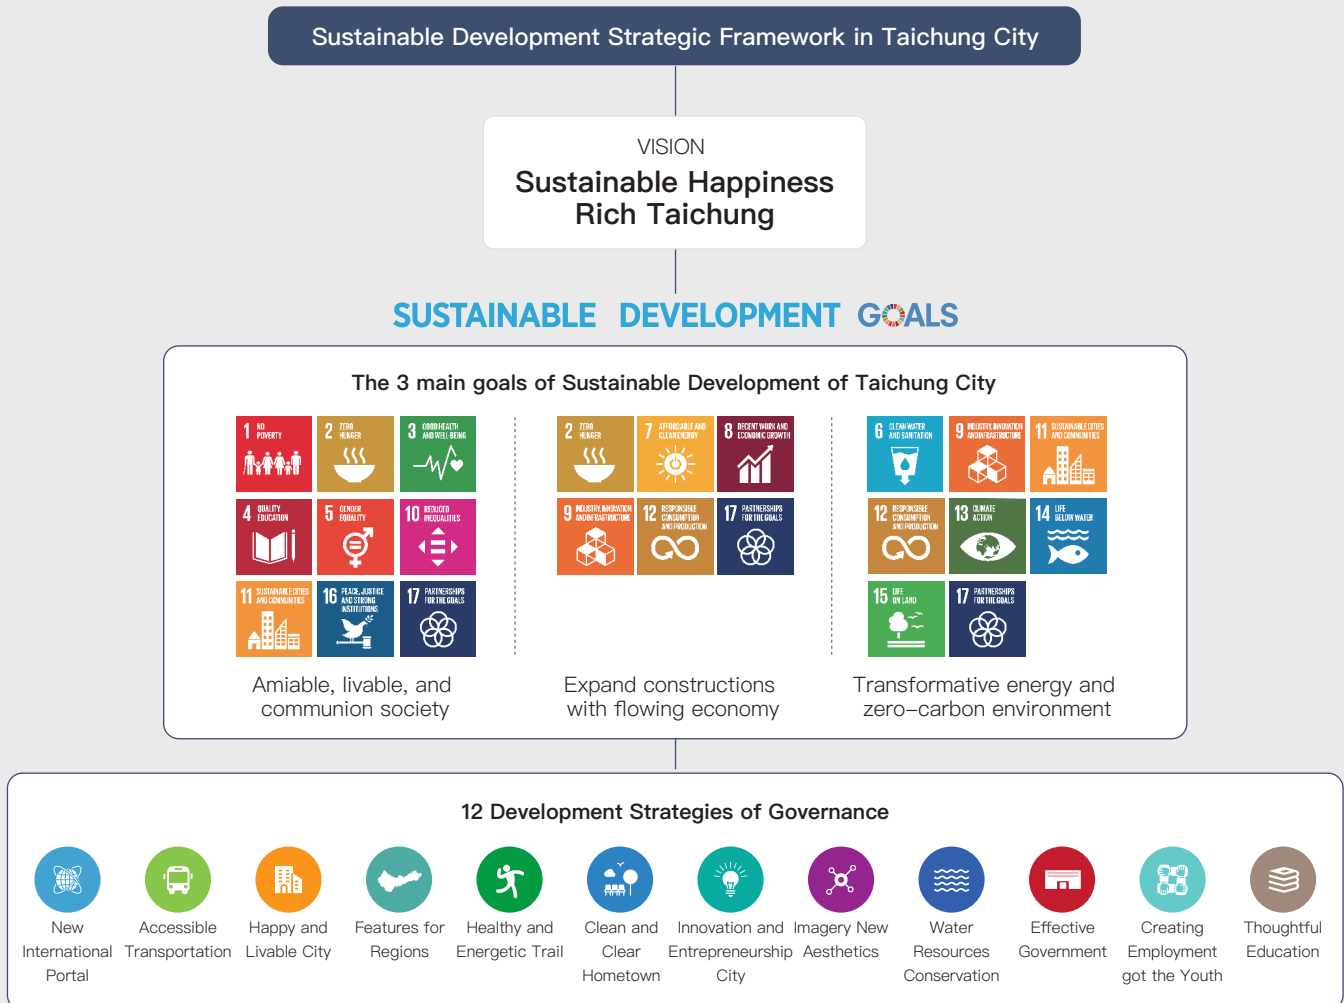 Sustainable Development Strategic Framework in Taichung City
VISION
Sustainable Happiness
Rich Taichung
SUSTAINABLE DEVELOPMENT GOALS
The 3 main goals of Sustainable Development of Taichung City
1 NO
POVERTY
2 ZERO
HUNGER
3 GOOD HEALTH
AND WELL-BEING
4 QUALITY
EDUCATION
5 GENDER
EQUALITY
10 REDUCED
INEQUALITIES
11 SUSTAINABLE CITIES
AND COMMUNITIES
16 PEACE, JUSTICE
AND STRONG
INSTITUTIONS
17 PARTNERSHIPS
FOR THE GOALS
Amiable, livable, and
communion society
2 ZERO
HUNGER
7 AFFORDABLE AND
CLEAN ENERGY
8 DECENT WORK AND
ECONOMIC GROWTH
9 INDUSTRY, INNOVATION
AND INFRASTRUCTURE
12 RESPONSIBLE
CONSUMPTION
AND PRODUCTION
17 PARTNERSHIPS
FOR THE GOALS
Expand constructions
with flowing economy
6 CLEAN WATER
AND SANITATION
9 INDUSTRY, INNOVATION
AND INFRASTRUCTURE
11 SUSTAINABLE CITIES
AND COMMUNITIES
12 RESPONSIBLE
CONSUMPTION
AND PRODUCTION
13 CLIMATE
ACTION
14 LIFE
BELOW WATER
15 LIFE
ON LAND
17 PARTNERSHIPS
FOR THE GOALS
Transformative energy and
zero-carbon environment
12 Development Strategies of Governance
New
International
Portal
Accessible
Transportation
Happy and
Livable City
Features for
Regions
Healthy and
Energetic Trail
Clean and
Clear
Hometown
Innovation and
Entrepreneurship
City
Imagery New
Aesthetics
Water
Resources
Conservation
Effective
Government
Creating
Employment
got the Youth
Thoughtful
Education